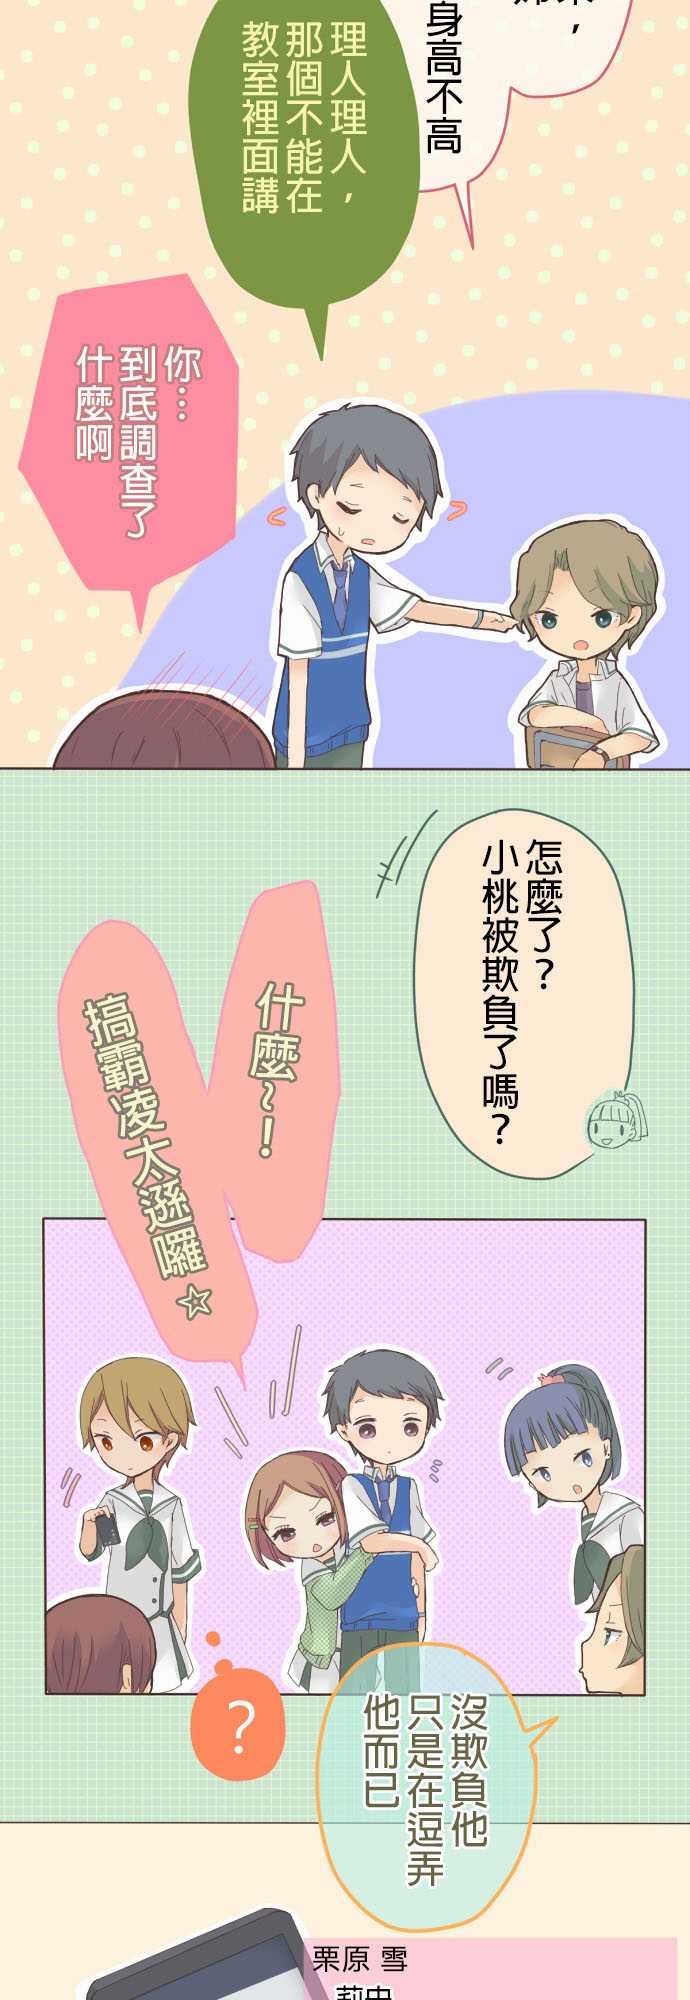 身高不高
理人理人，
那個不能在
教室裡面講
你…
到底調查了
什麼啊
怎麼了？
小桃被欺負了嗎？
什麼~！
搞霸凌太遜囉☆
？
沒欺負他
只是在逗弄
他而已
栗原 雪